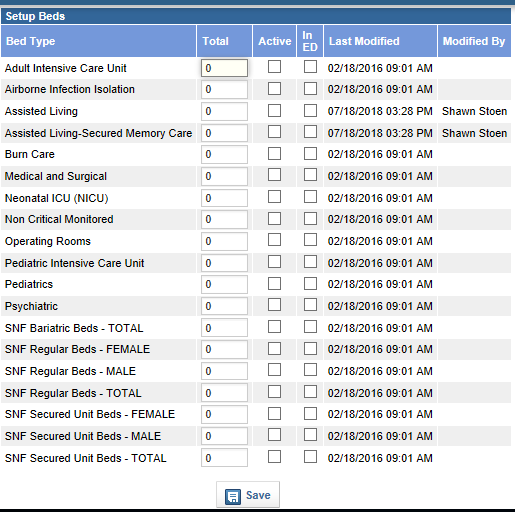 Setup Beds
Bed Type Total Active In ED Last Modified Modified By
Adult Intensive Care Unit 0 02/18/2016 09:01 AM
Airborne Infection Isolation 0 02/18/2016 09:01 AM
Assisted Living 0 07/18/2018 03:28 PM Shawn Stoen
Assisted Living-Secured Memory Care 0 07/18/2018 03:28 PM Shawn Stoen
Burn Care 0 02/18/2016 09:01 AM
Medical and Surgical 0 02/18/2016 09:01 AM
Neonatal ICU (NICU) 0 02/18/2016 09:01 AM
Non Critical Monitored 0 02/18/2016 09:01 AM
Operating Rooms 0 02/18/2016 09:01 AM
Pediatric Intensive Care Unit 0 02/18/2016 09:01 AM
Pediatrics 0 02/18/2016 09:01 AM
Psychiatric 0 02/18/2016 09:01 AM
SNF Bariatric Beds - TOTAL 0 02/18/2016 09:01 AM
SNF Regular Beds - FEMALE 0 02/18/2016 09:01 AM
SNF Regular Beds - MALE 0 02/18/2016 09:01 AM
SNF Regular Beds - TOTAL 0 02/18/2016 09:01 AM
SNF Secured Unit Beds - FEMALE 0 02/18/2016 09:01 AM
SNF Secured Unit Beds - MALE 0 02/18/2016 09:01 AM
SNF Secured Unit Beds - TOTAL 0 02/18/2016 09:01 AM
Save